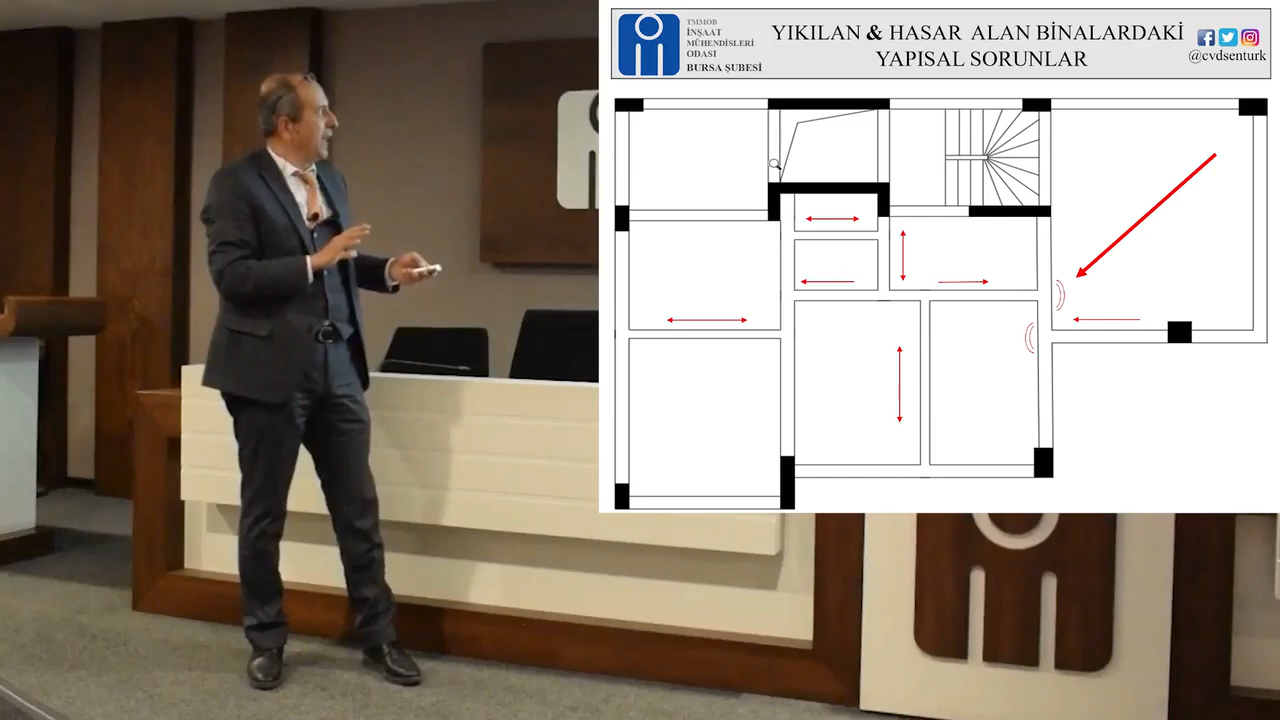 TMMOB
İNŞAAT
MÜHENDİSLERİ
ODASI
BURSA ŞUBESİ
YIKILAN & HASAR ALAN BİNALARDAKİ
YAPISAL SORUNLAR
@cvdsenturk